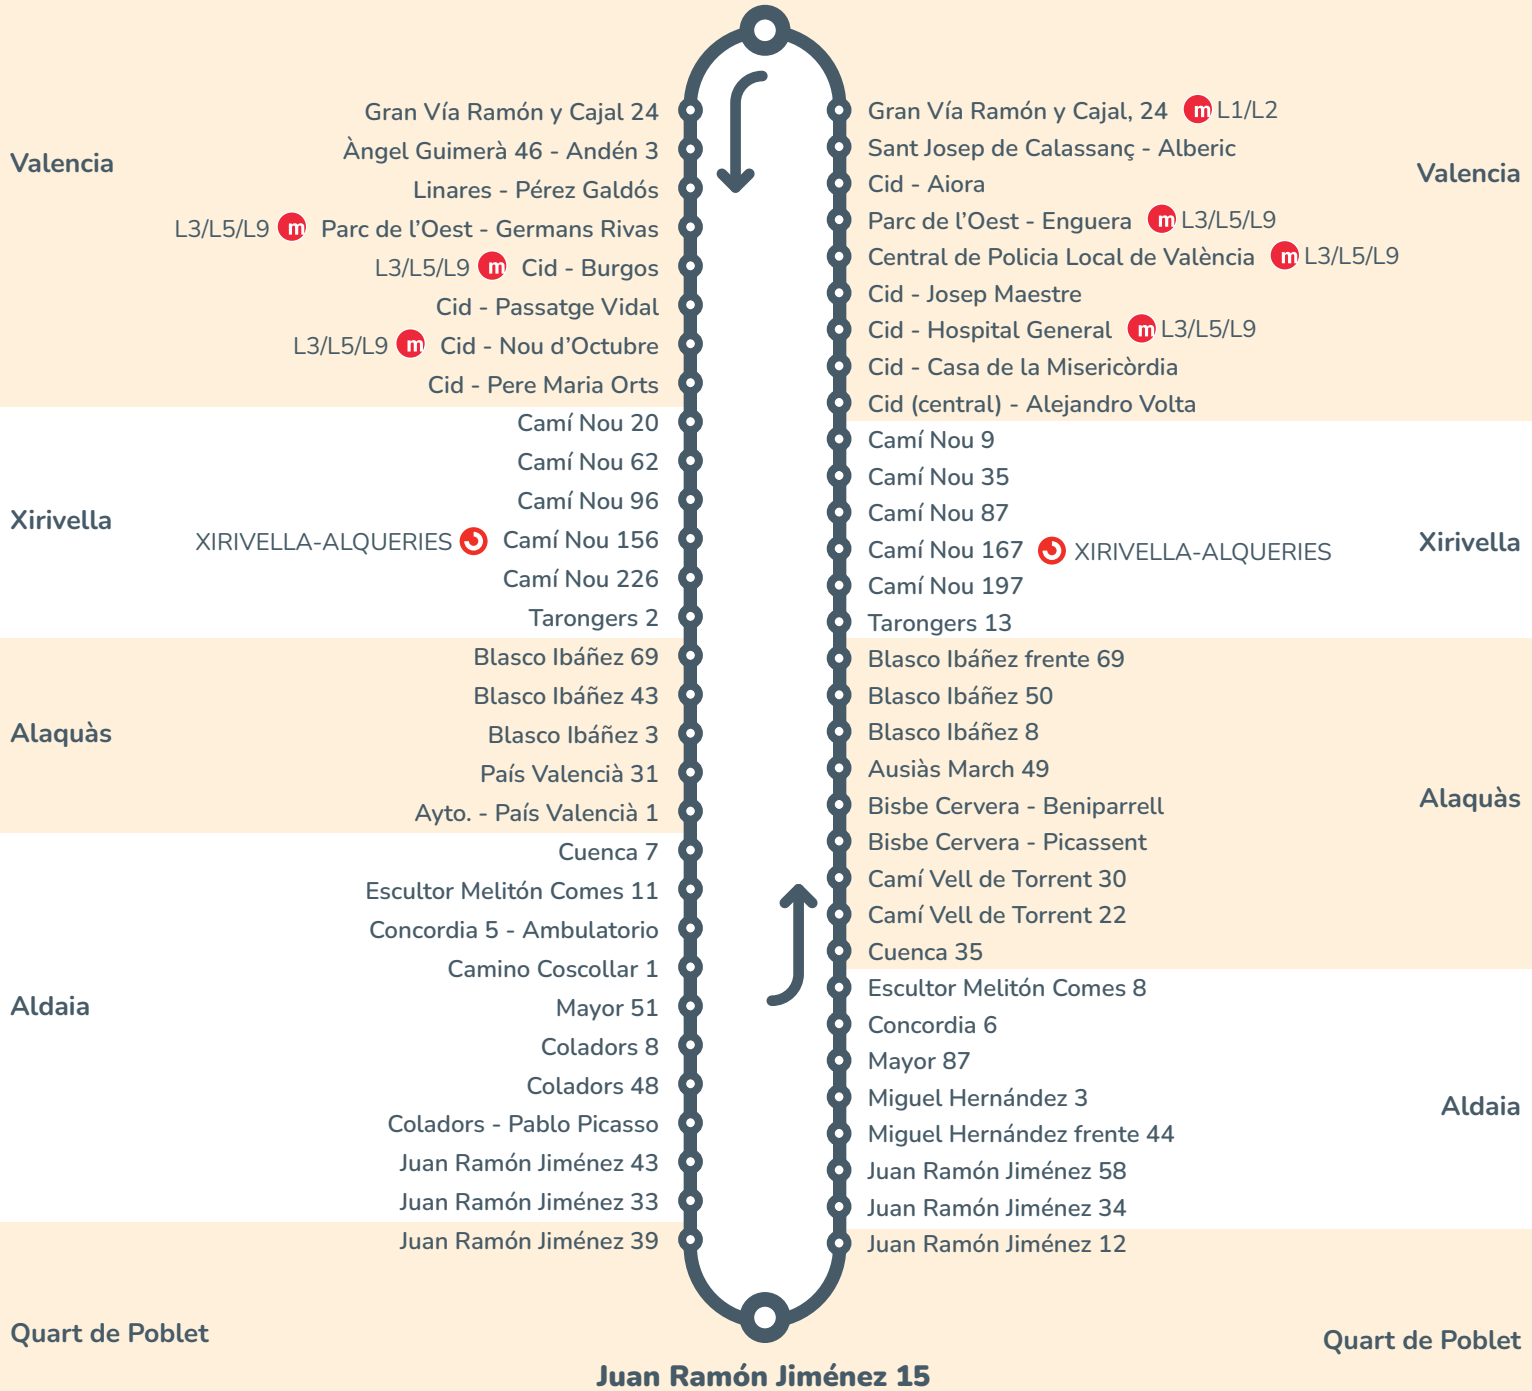 Valencia
Gran Vía Ramón y Cajal 24
Àngel Guimerà 46 - Andén 3
Linares - Pérez Galdós
L3/L5/L9 m Parc de l'Oest - Germans Rivas
L3/L5/L9 m Cid - Burgos
Cid - Passatge Vidal
L3/L5/L9 m Cid - Nou d'Octubre
Cid - Pere Maria Orts
Xirivella
Camí Nou 20
Camí Nou 62
Camí Nou 96
XIRIVELLA-ALQUERIES Camí Nou 156
Camí Nou 226
Tarongers 2
Alaquàs
Blasco Ibáñez 69
Blasco Ibáñez 43
Blasco Ibáñez 3
País Valencià 31
Ayto. - País Valencià 1
Aldaia
Cuenca 7
Escultor Melitón Comes 11
Concordia 5 - Ambulatorio
Camino Coscollar 1
Mayor 51
Coladors 8
Coladors 48
Coladors - Pablo Picasso
Juan Ramón Jiménez 43
Juan Ramón Jiménez 33
Juan Ramón Jiménez 39
Quart de Poblet
Gran Vía Ramón y Cajal, 24 m L1/L2
Sant Josep de Calassanç - Alberic
Cid - Aiora
Parc de l'Oest - Enguera m L3/L5/L9
Central de Policia Local de València m L3/L5/L9
Cid - Josep Maestre
Cid - Hospital General m L3/L5/L9
Cid - Casa de la Misericòrdia
Cid (central) - Alejandro Volta
Valencia
Camí Nou 9
Camí Nou 35
Camí Nou 87
Camí Nou 167 XIRIVELLA-ALQUERIES
Camí Nou 197
Tarongers 13
Xirivella
Blasco Ibáñez frente 69
Blasco Ibáñez 50
Blasco Ibáñez 8
Ausiàs March 49
Bisbe Cervera - Beniparrell
Bisbe Cervera - Picassent
Camí Vell de Torrent 30
Camí Vell de Torrent 22
Cuenca 35
Alaquàs
Escultor Melitón Comes 8
Concordia 6
Mayor 87
Miguel Hernández 3
Miguel Hernández frente 44
Juan Ramón Jiménez 58
Juan Ramón Jiménez 34
Aldaia
Juan Ramón Jiménez 12
Quart de Poblet
Juan Ramón Jiménez 15